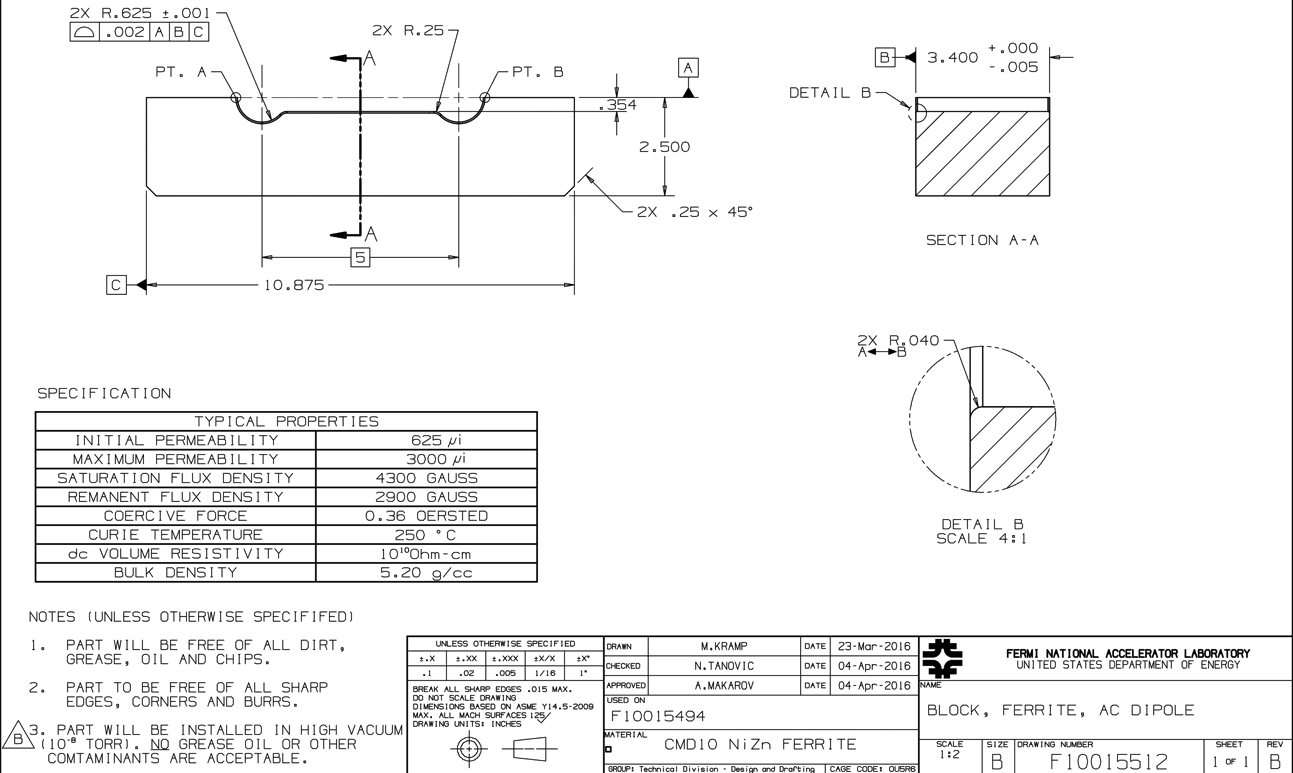 2X R.625 ±.001
⌓ .002 A B C
2X R.25
A
PT. A
PT. B
A
.354
2.500
2X .25 x 45°
A
5
C
10.875
B
3.400 +.000
-.005
DETAIL B
SECTION A-A
2X R.040
A B
DETAIL B
SCALE 4:1
SPECIFICATION
TYPICAL PROPERTIES
INITIAL PERMEABILITY 625 µi
MAXIMUM PERMEABILITY 3000 µi
SATURATION FLUX DENSITY 4300 GAUSS
REMANENT FLUX DENSITY 2900 GAUSS
COERCIVE FORCE 0.36 OERSTED
CURIE TEMPERATURE 250 °C
dc VOLUME RESISTIVITY 10¹⁰Ohm-cm
BULK DENSITY 5.20 g/cc
NOTES (UNLESS OTHERWISE SPECIFIFED)
1. PART WILL BE FREE OF ALL DIRT,
GREASE, OIL AND CHIPS.
2. PART TO BE FREE OF ALL SHARP
EDGES, CORNERS AND BURRS.
B
3. PART WILL BE INSTALLED IN HIGH VACUUM
(10⁻⁸ TORR). NO GREASE OIL OR OTHER
COMTAMINANTS ARE ACCEPTABLE.
UNLESS OTHERWISE SPECIFIED
±.X ±.XX ±.XXX ±X/X ±X°
.1 .02 .005 1/16 1°
BREAK ALL SHARP EDGES .015 MAX.
DO NOT SCALE DRAWING
DIMENSIONS BASED ON ASME Y14.5-2009
MAX. ALL MACH SURFACES 125
DRAWING UNITS: INCHES
DRAWN M.KRAMP DATE 23-Mar-2016
CHECKED N.TANOVIC DATE 04-Apr-2016
APPROVED A.MAKAROV DATE 04-Apr-2016
USED ON
F10015494
MATERIAL
CMD10 NiZn FERRITE
GROUP: Technical Division - Design and Drafting CAGE CODE: OU5R6
FERMI NATIONAL ACCELERATOR LABORATORY
UNITED STATES DEPARTMENT OF ENERGY
NAME
BLOCK, FERRITE, AC DIPOLE
SCALE
1:2
SIZE
B
DRAWING NUMBER
F10015512
SHEET
1 OF 1
REV
B